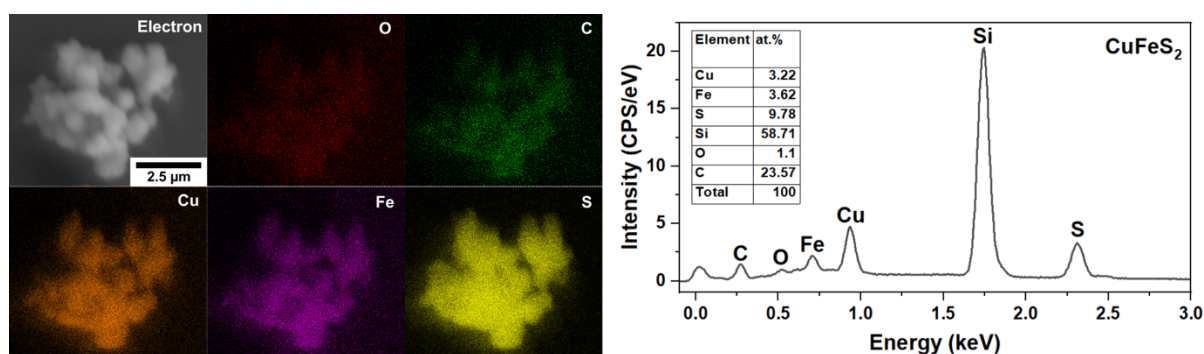 Electron
O
C
2.5 µm
Cu
Fe
S
CuFeS₂
Element at.%
Cu 3.22
Fe 3.62
S 9.78
Si 58.71
O 1.1
C 23.57
Total 100
Si
Cu
S
Fe
C
O
20
15
10
5
0
Intensity (CPS/eV)
0.0 0.5 1.0 1.5 2.0 2.5 3.0
Energy (keV)